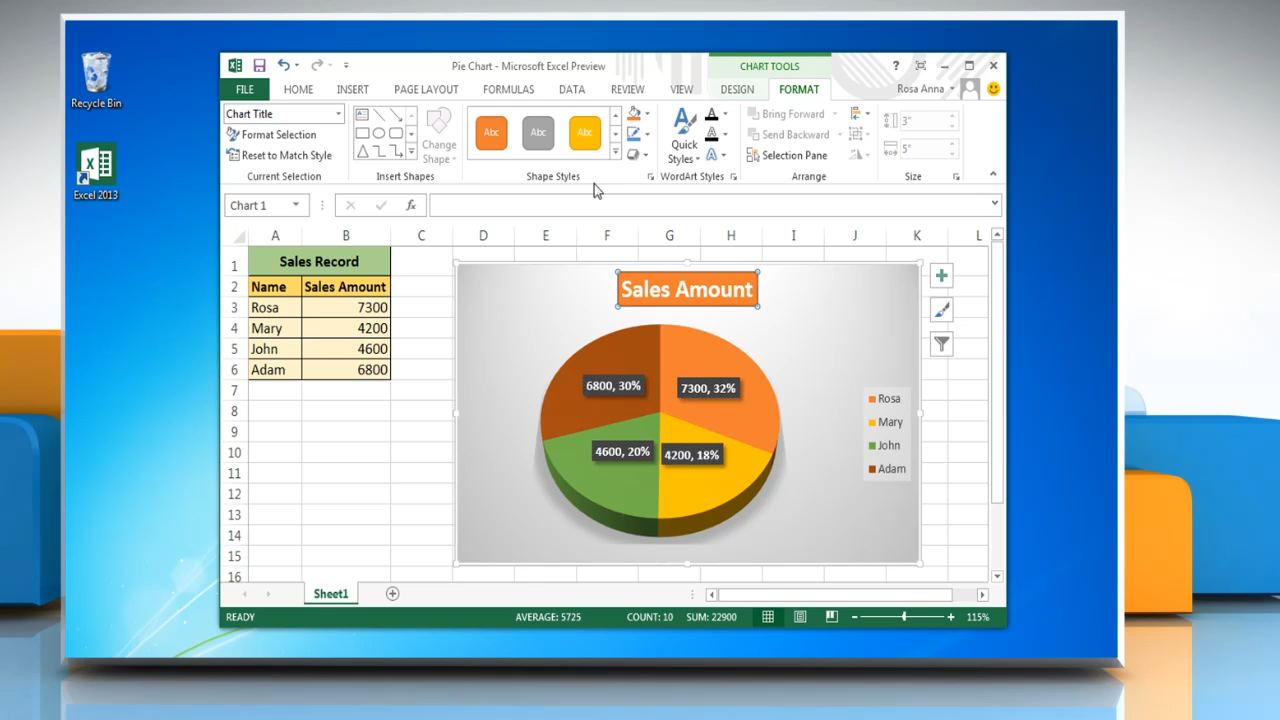 Recycle Bin
Excel 2013
Pie Chart - Microsoft Excel Preview
CHART TOOLS
?
FILE HOME INSERT PAGE LAYOUT FORMULAS DATA REVIEW VIEW DESIGN FORMAT Rosa Anna
Chart Title
Format Selection
Reset to Match Style
Current Selection
Change
Shape
Insert Shapes
Abc Abc Abc
Shape Styles
Quick
Styles
WordArt Styles
Bring Forward
Send Backward
Selection Pane
Arrange
3"
5"
Size
Chart 1
fx
A B C D E F G H I J K L
1 Sales Record
2 Name Sales Amount
3 Rosa 7300
4 Mary 4200
5 John 4600
6 Adam 6800
7
8
9
10
11
12
13
14
15
16
Sales Amount
6800, 30%
7300, 32%
4600, 20%
4200, 18%
Rosa
Mary
John
Adam
Sheet1
READY AVERAGE: 5725 COUNT: 10 SUM: 22900 115%